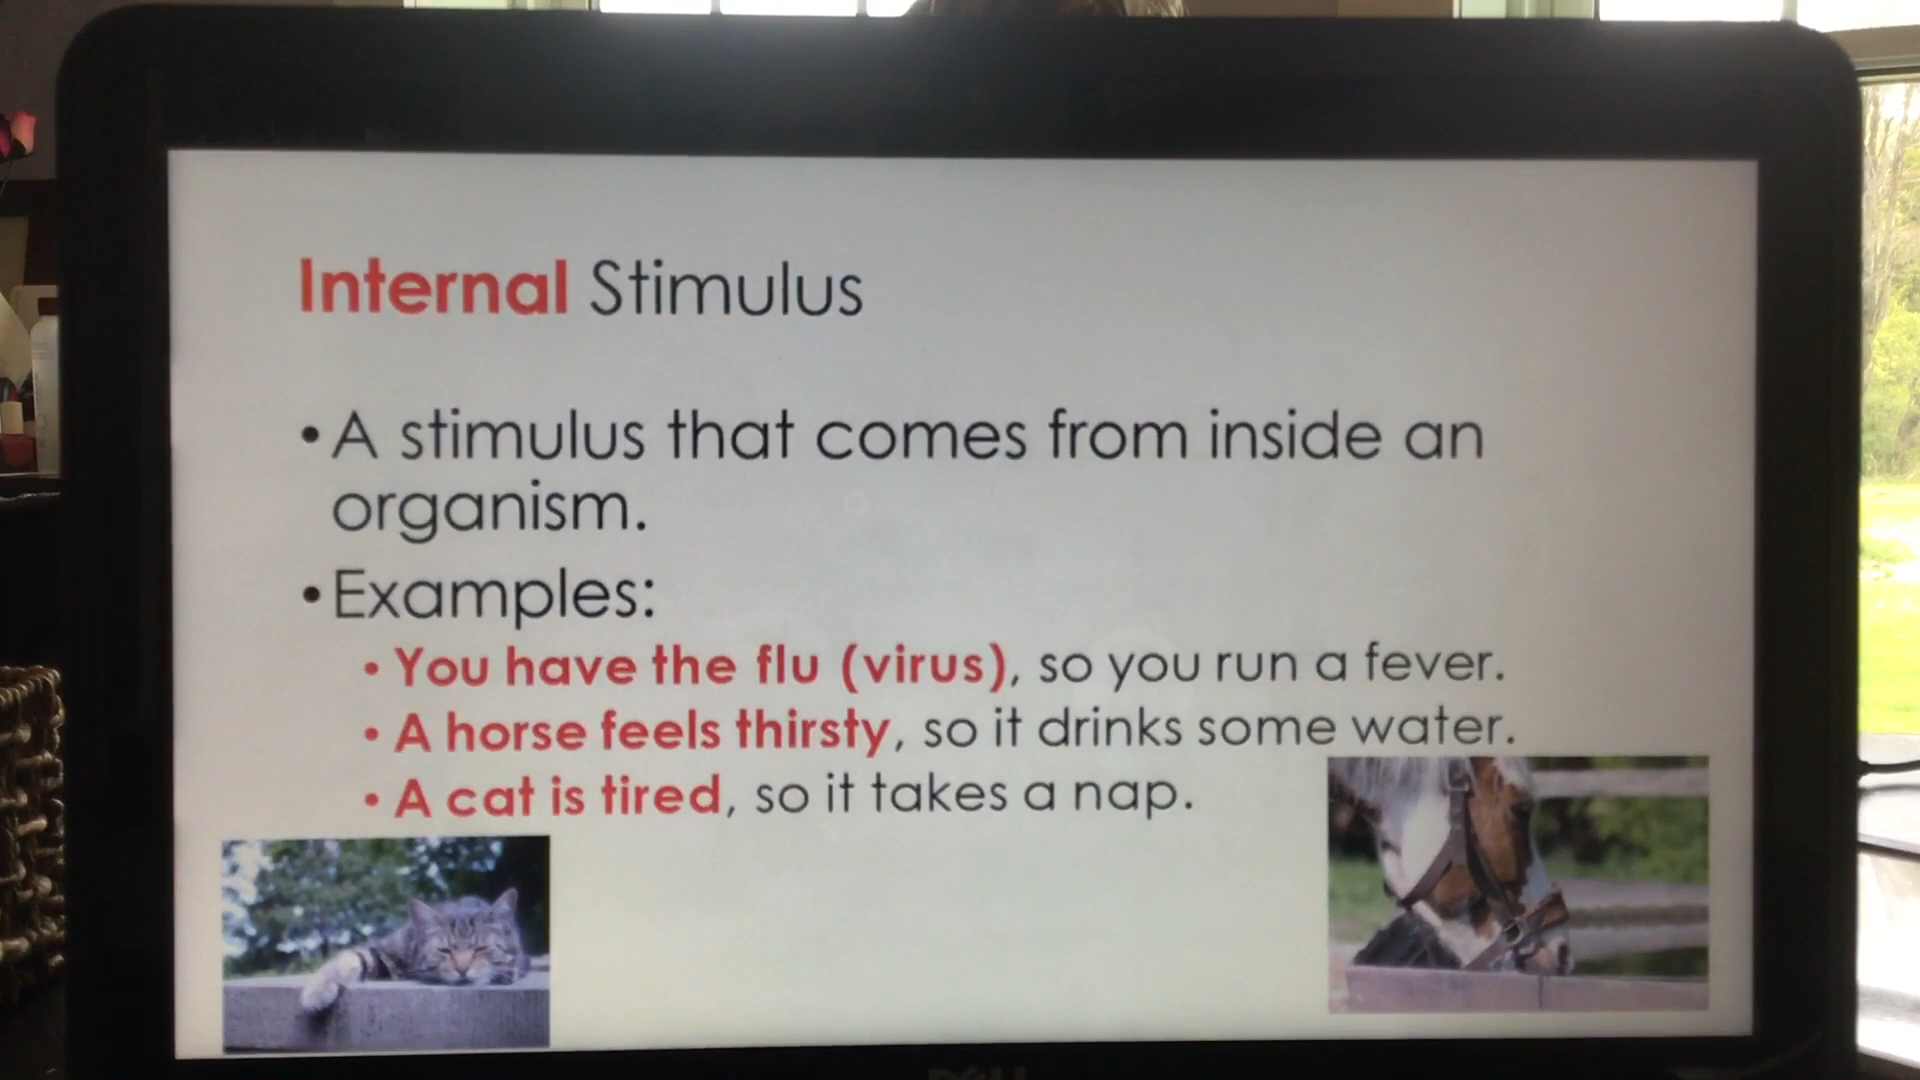 Internal Stimulus
• A stimulus that comes from inside an
organism.
• Examples:
• You have the flu (virus), so you run a fever.
• A horse feels thirsty, so it drinks some water.
• A cat is tired, so it takes a nap.
DELL